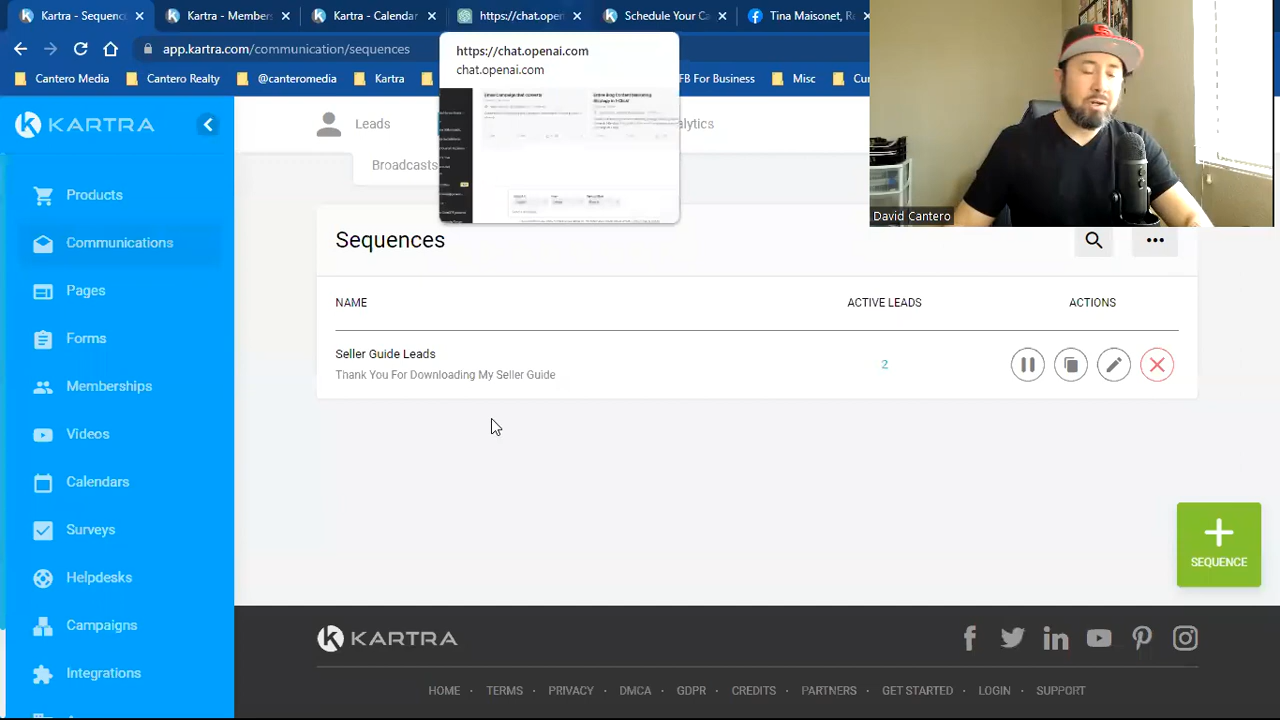 Kartra - Sequenc
Kartra - Members
Kartra - Calendar
https://chat.open
Schedule Your Ca
Tina Maisonet, Re
app.kartra.com/communication/sequences
Cantero Media
Cantero Realty
@canteromedia
Kartra
FB For Business
Misc
https://chat.openai.com
chat.openai.com
KARTRA
Leads
alytics
Broadcasts
David Cantero
Products
Communications
Pages
Forms
Memberships
Videos
Calendars
Surveys
Helpdesks
Campaigns
Integrations
Sequences
NAME
ACTIVE LEADS
ACTIONS
Seller Guide Leads
Thank You For Downloading My Seller Guide
2
SEQUENCE
KARTRA
HOME · TERMS · PRIVACY · DMCA · GDPR · CREDITS · PARTNERS · GET STARTED · LOGIN · SUPPORT